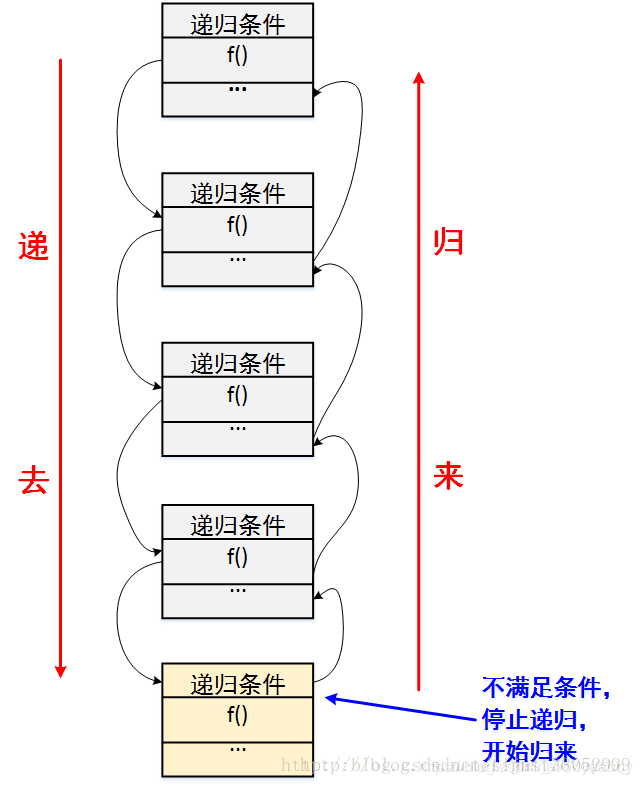 递归条件
f()
...
递归条件
f()
...
递归条件
f()
...
递归条件
f()
...
递归条件
f()
...
递
去
归
来
不满足条件，
停止递归，
开始归来